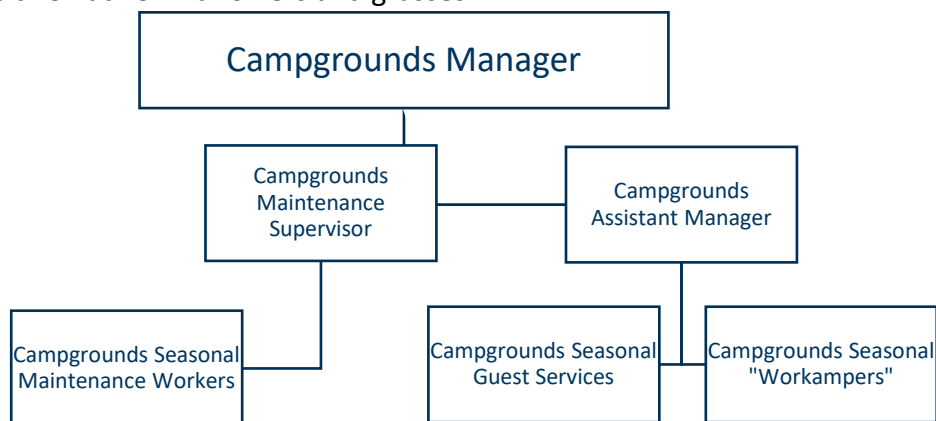 Campgrounds Manager
Campgrounds
Maintenance
Supervisor
Campgrounds
Assistant Manager
Campgrounds Seasonal
Maintenance Workers
Campgrounds Seasonal
Guest Services
Campgrounds Seasonal
"Workampers"